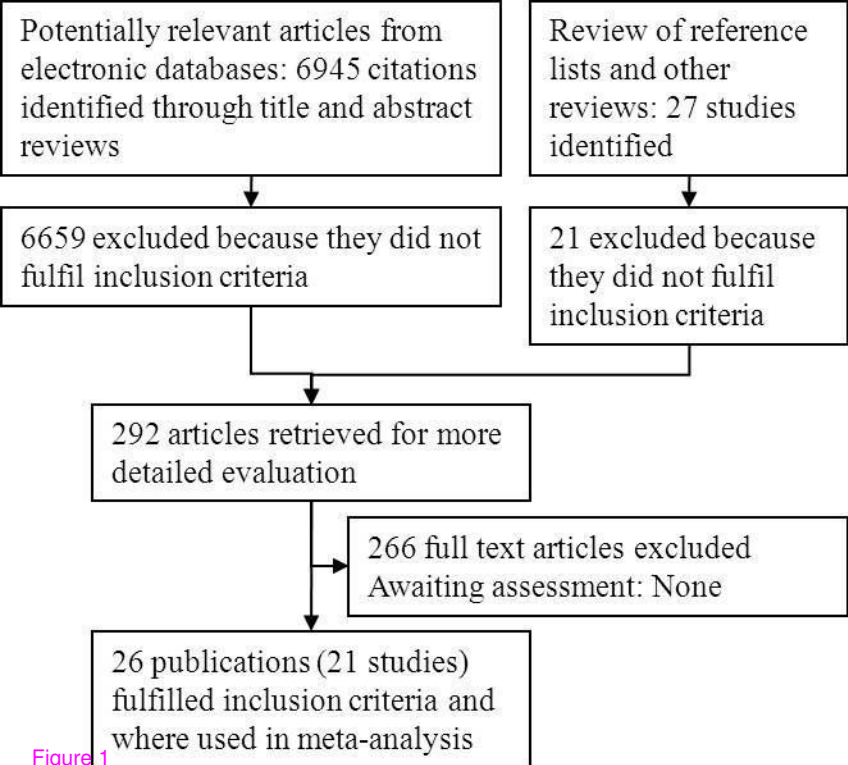 Potentially relevant articles from
electronic databases: 6945 citations
identified through title and abstract
reviews
Review of reference
lists and other
reviews: 27 studies
identified
6659 excluded because they did not
fulfil inclusion criteria
21 excluded because
they did not fulfil
inclusion criteria
292 articles retrieved for more
detailed evaluation
266 full text articles excluded
Awaiting assessment: None
26 publications (21 studies)
fulfilled inclusion criteria and
where used in meta-analysis
Figure 1